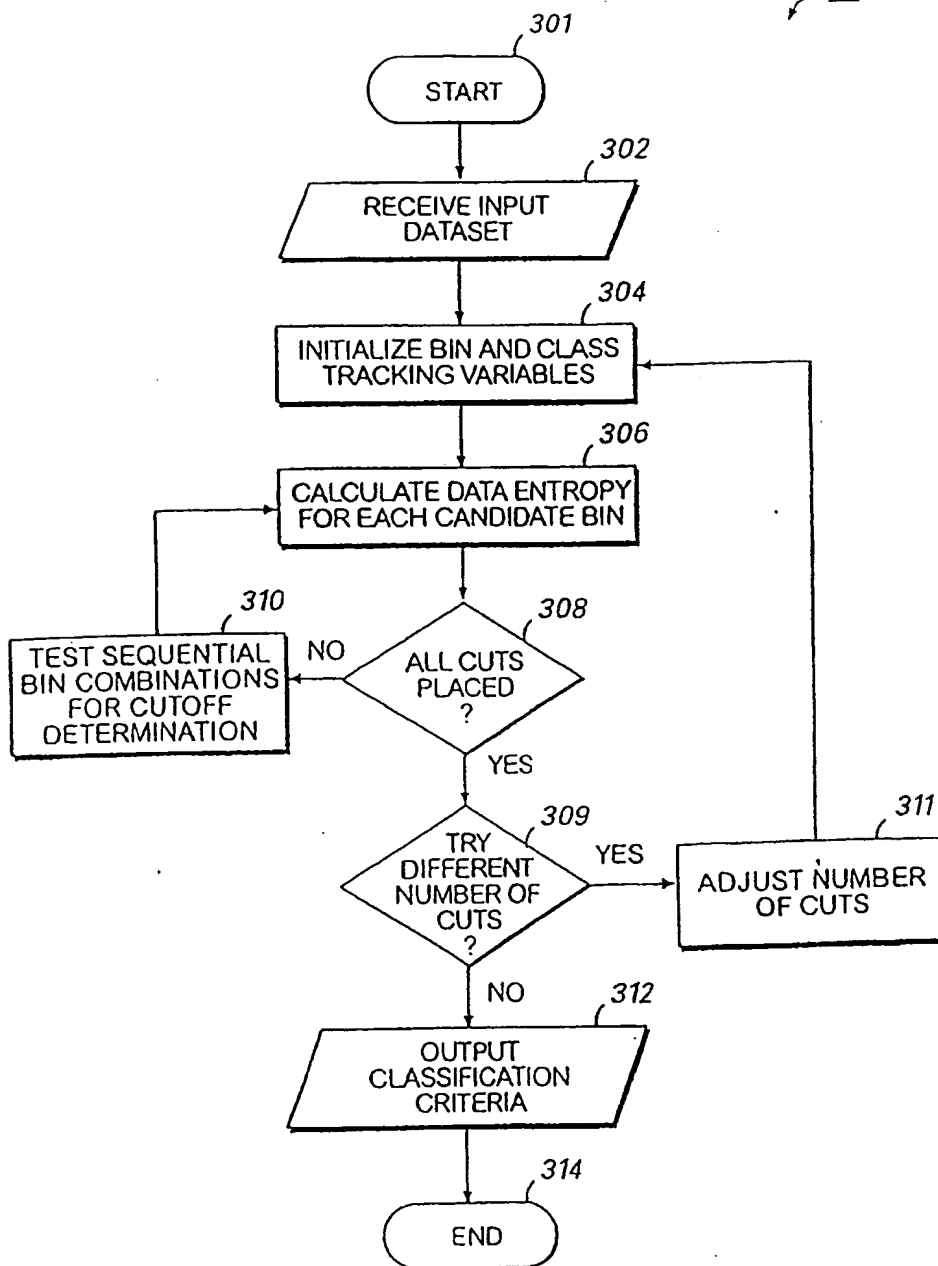 301
START
302
RECEIVE INPUT
DATASET
304
INITIALIZE BIN AND CLASS
TRACKING VARIABLES
306
CALCULATE DATA ENTROPY
FOR EACH CANDIDATE BIN
310
308
TEST SEQUENTIAL
BIN COMBINATIONS
FOR CUTOFF
DETERMINATION
NO
ALL CUTS
PLACED
?
YES
309
311
TRY
DIFFERENT
NUMBER OF
CUTS
?
YES
ADJUST NUMBER
OF CUTS
NO
312
OUTPUT
CLASSIFICATION
CRITERIA
314
END